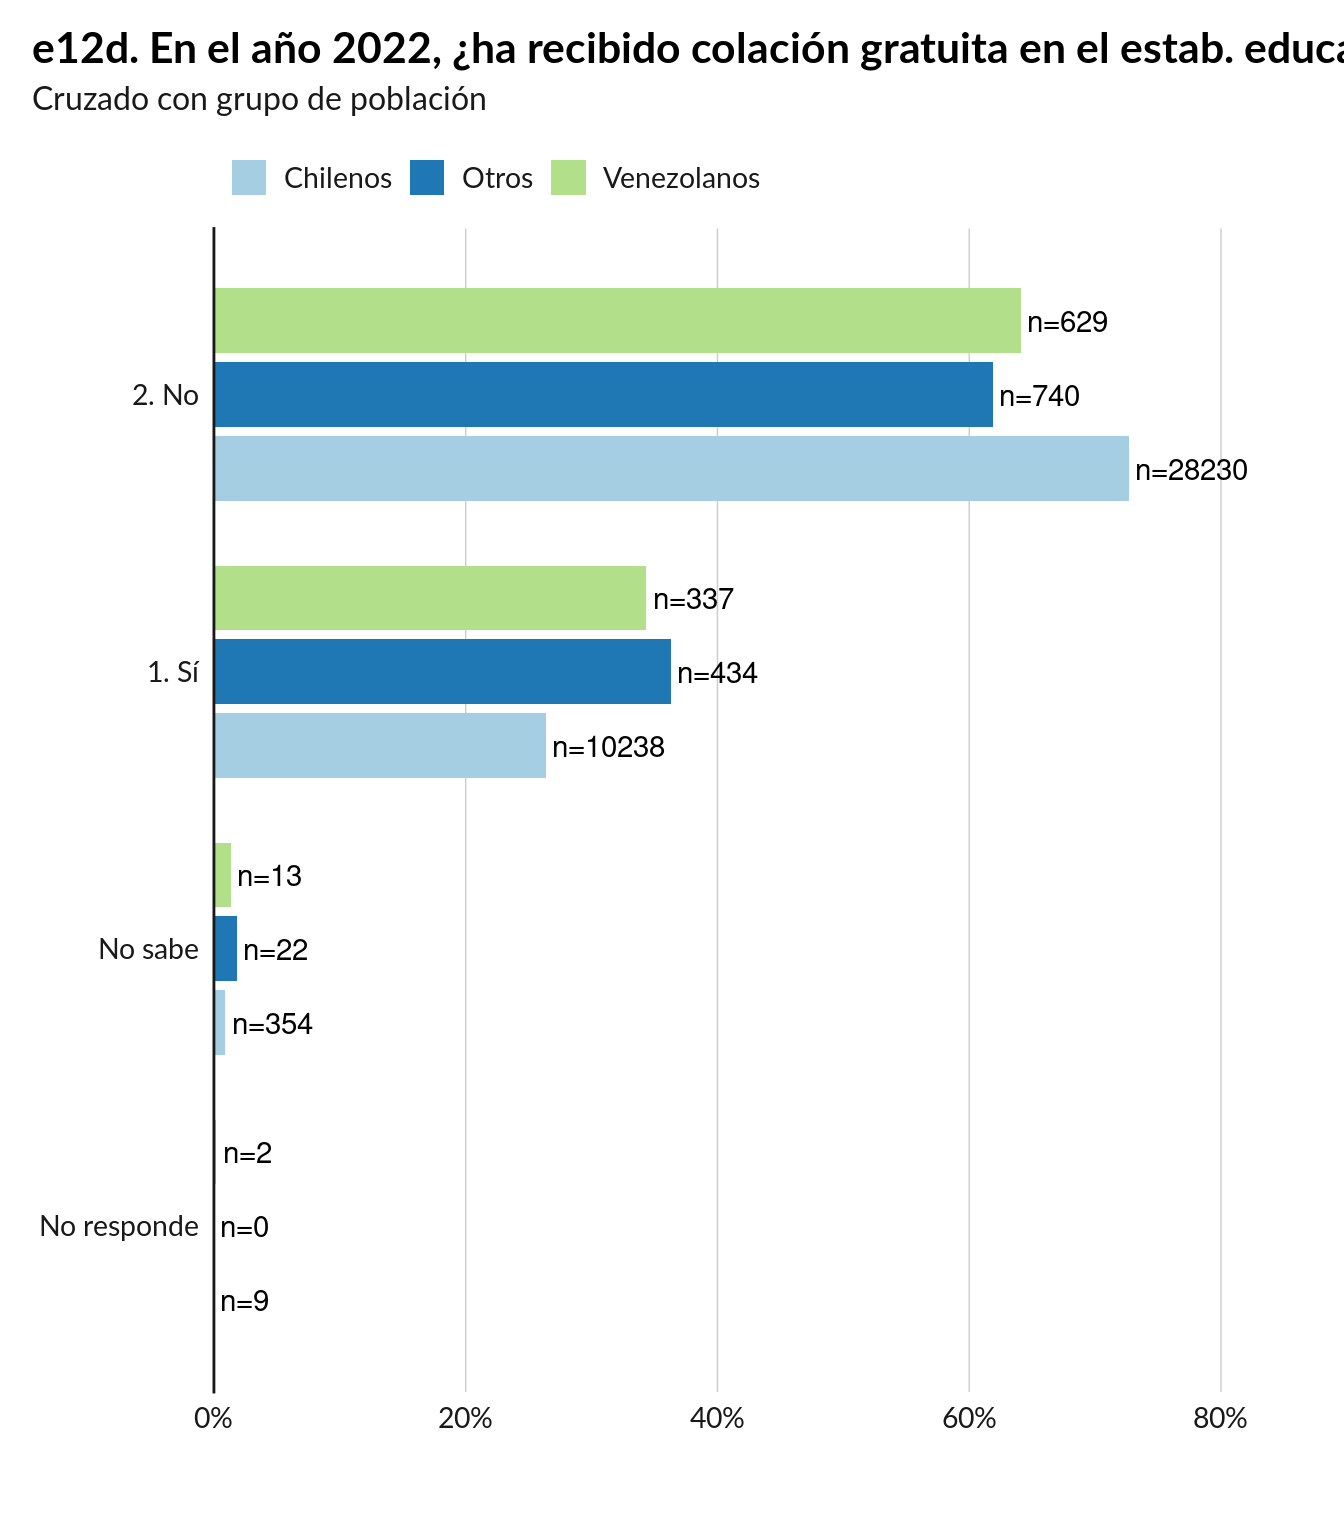 e12d. En el año 2022, ¿ha recibido colación gratuita en el estab. educa
Cruzado con grupo de población
Chilenos Otros Venezolanos
n=629
2. No
n=740
n=28230
n=337
1. Sí
n=434
n=10238
n=13
No sabe
n=22
n=354
n=2
No responde
n=0
n=9
0% 20% 40% 60% 80%